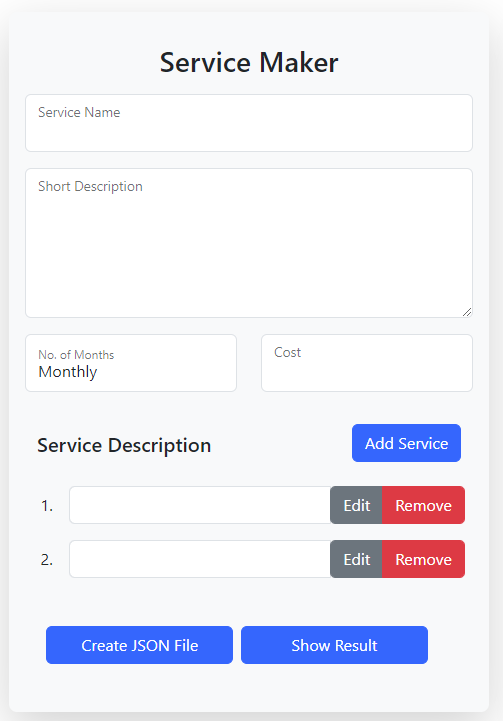 Service Maker
Service Name
Short Description
No. of Months
Monthly
Cost
Service Description
Add Service
1.
Edit
Remove
2.
Edit
Remove
Create JSON File
Show Result